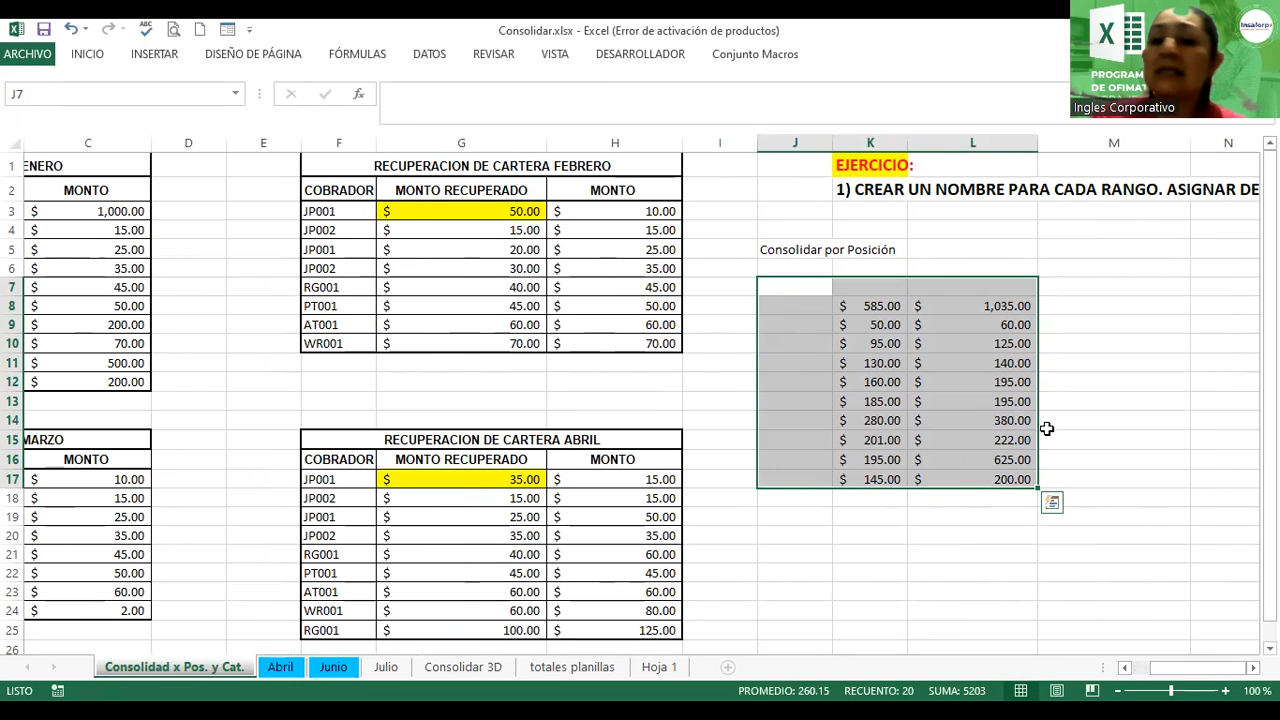 Consolidar.xlsx - Excel (Error de activación de productos)
Insaforp
ARCHIVO INICIO INSERTAR DISEÑO DE PÁGINA FÓRMULAS DATOS REVISAR VISTA DESARROLLADOR Conjunto Macros
PROGRAM
DE OFIMAT
Ingles Corporativo
J7
fx
C D E F G H I J K L M N
1 ENERO RECUPERACION DE CARTERA FEBRERO EJERCICIO:
2 MONTO COBRADOR MONTO RECUPERADO MONTO 1) CREAR UN NOMBRE PARA CADA RANGO. ASIGNAR DE
3 $ 1,000.00 JP001 $ 50.00 $ 10.00
4 $ 15.00 JP002 $ 15.00 $ 15.00
5 $ 25.00 JP001 $ 20.00 $ 25.00 Consolidar por Posición
6 $ 35.00 JP002 $ 30.00 $ 35.00
7 $ 45.00 RG001 $ 40.00 $ 45.00
8 $ 50.00 PT001 $ 45.00 $ 50.00 $ 585.00 $ 1,035.00
9 $ 200.00 AT001 $ 60.00 $ 60.00 $ 50.00 $ 60.00
10 $ 70.00 WR001 $ 70.00 $ 70.00 $ 95.00 $ 125.00
11 $ 500.00 $ 130.00 $ 140.00
12 $ 200.00 $ 160.00 $ 195.00
13 $ 185.00 $ 195.00
14 $ 280.00 $ 380.00
15 MARZO RECUPERACION DE CARTERA ABRIL $ 201.00 $ 222.00
16 MONTO COBRADOR MONTO RECUPERADO MONTO $ 195.00 $ 625.00
17 $ 10.00 JP001 $ 35.00 $ 15.00 $ 145.00 $ 200.00
18 $ 15.00 JP002 $ 15.00 $ 15.00
19 $ 25.00 JP001 $ 25.00 $ 50.00
20 $ 35.00 JP002 $ 35.00 $ 35.00
21 $ 45.00 RG001 $ 40.00 $ 60.00
22 $ 50.00 PT001 $ 45.00 $ 45.00
23 $ 60.00 AT001 $ 60.00 $ 60.00
24 $ 2.00 WR001 $ 60.00 $ 80.00
25 RG001 $ 100.00 $ 125.00
26
Consolidad x Pos. y Cat. Abril Junio Julio Consolidar 3D totales planillas Hoja 1
LISTO PROMEDIO: 260.15 RECUENTO: 20 SUMA: 5203 100 %